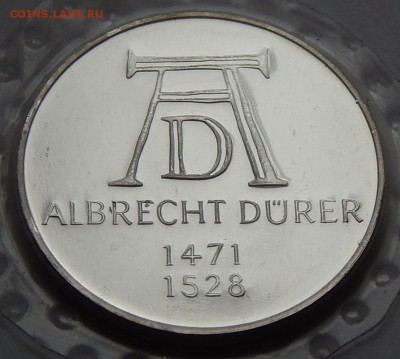 COINS.LAVE.RU
AD
ALBRECHT DÜRER
1471
1528